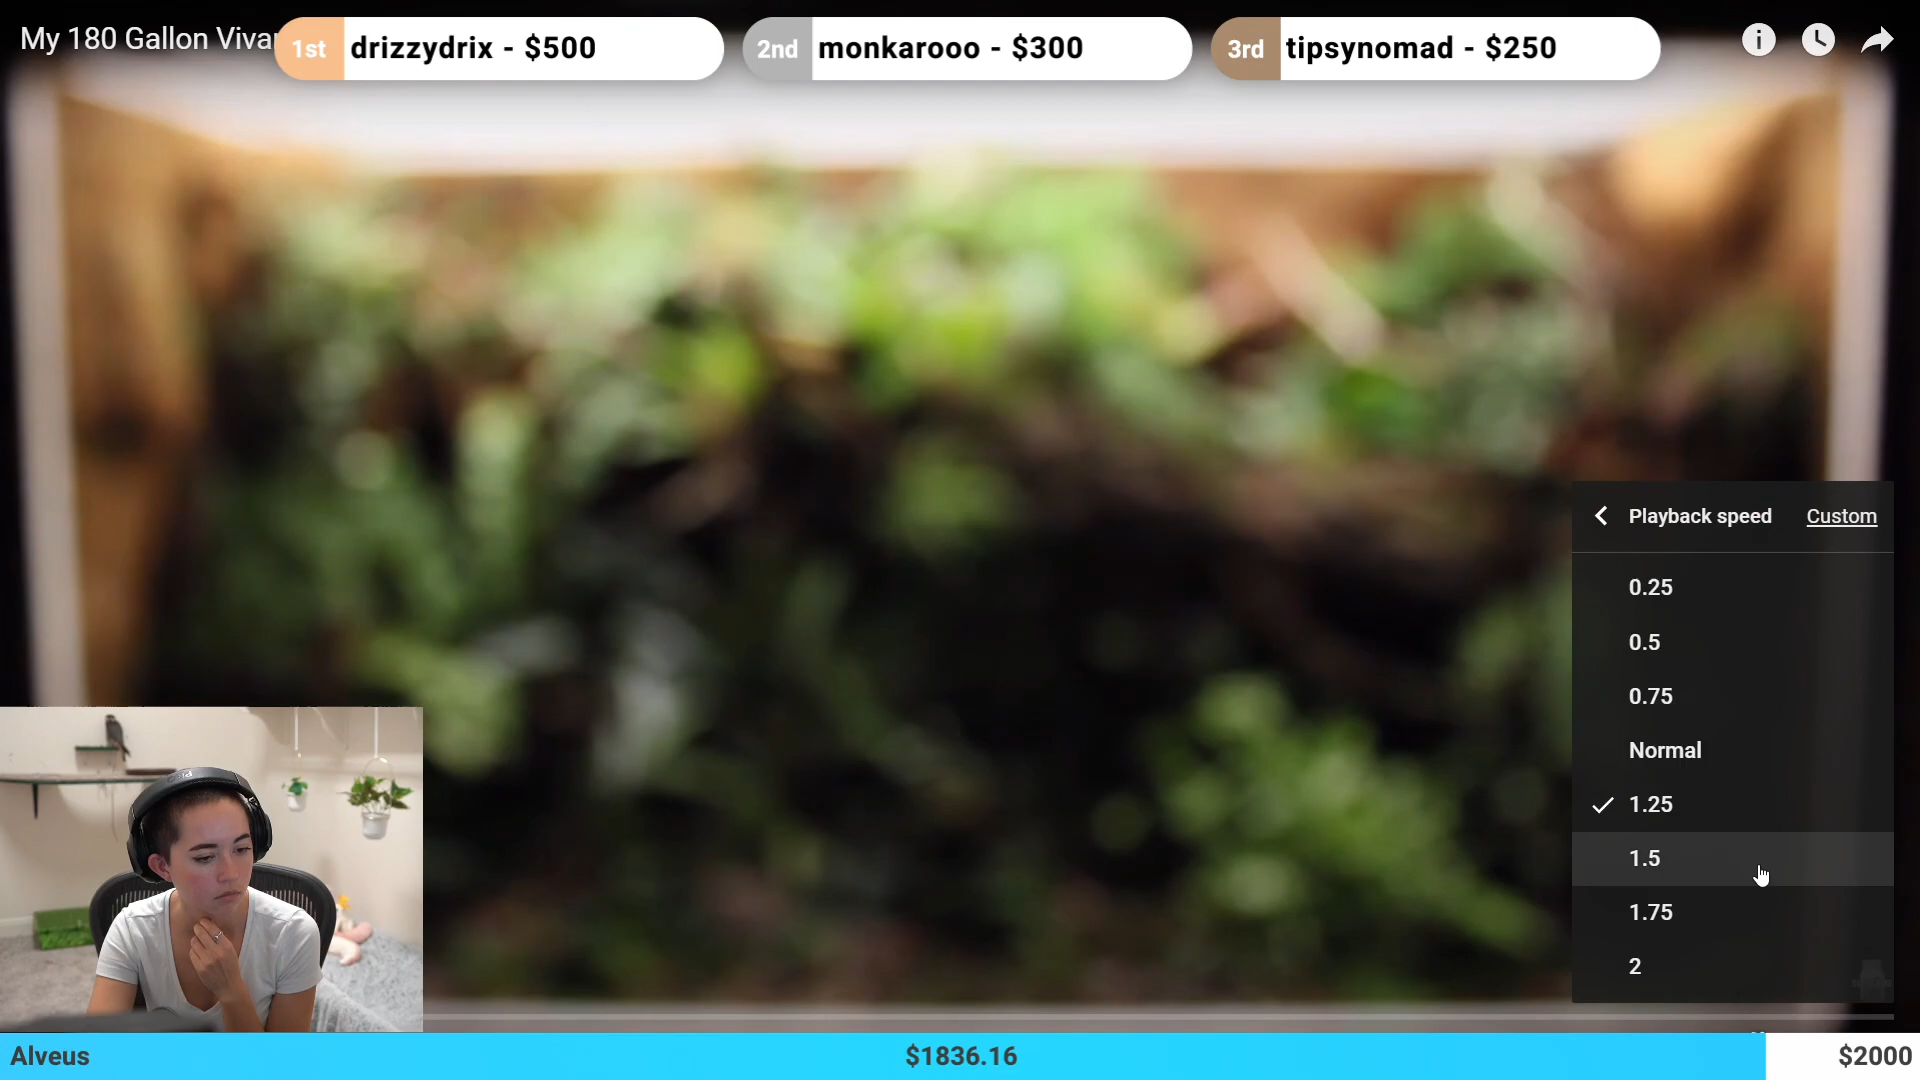 My 180 Gallon Viva
1st drizzydrix - $500
2nd monkarooo - $300
3rd tipsynomad - $250
Playback speed Custom
0.25
0.5
0.75
Normal
1.25
1.5
1.75
2
Alveus $1836.16 $2000